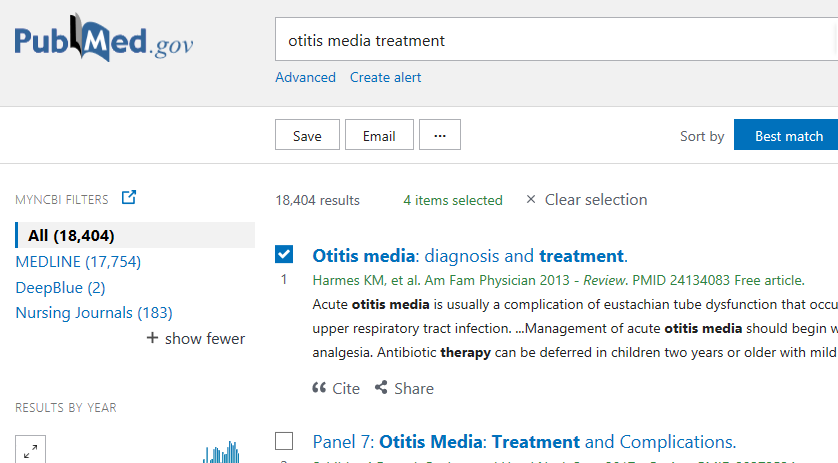 PubMed.gov
otitis media treatment
Advanced Create alert
Save Email ... Sort by Best match
MYNCBI FILTERS
18,404 results 4 items selected × Clear selection
All (18,404)
MEDLINE (17,754)
DeepBlue (2)
Nursing Journals (183)
+ show fewer
RESULTS BY YEAR
Otitis media: diagnosis and treatment.
1
Harmes KM, et al. Am Fam Physician 2013 - Review. PMID 24134083 Free article.
Acute otitis media is usually a complication of eustachian tube dysfunction that occu
upper respiratory tract infection. ...Management of acute otitis media should begin w
analgesia. Antibiotic therapy can be deferred in children two years or older with mild
Cite Share
Panel 7: Otitis Media: Treatment and Complications.